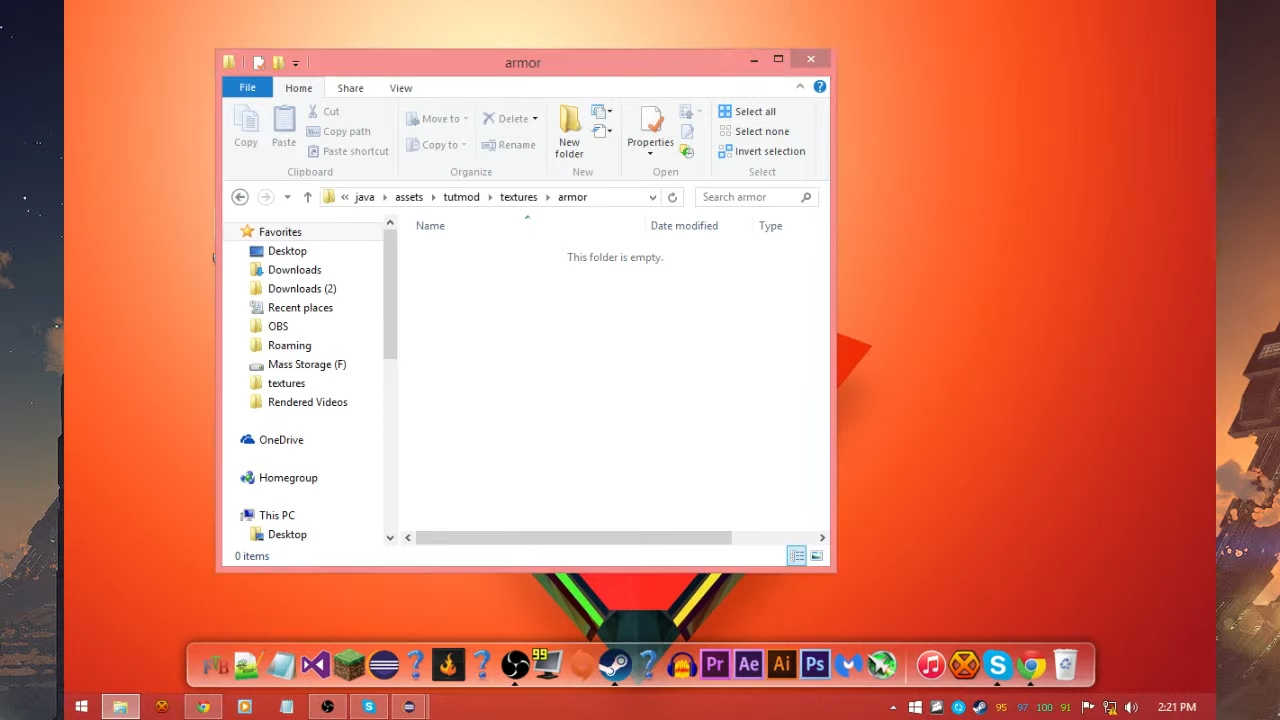 armor
File Home Share View
Copy
Paste
Cut
Copy path
Paste shortcut
Clipboard
Move to
Copy to
Delete
Rename
Organize
New folder
New
Properties
Open
Select all
Select none
Invert selection
Select
« java assets tutmod textures armor
Search armor
Name Date modified Type
This folder is empty.
Favorites
Desktop
Downloads
Downloads (2)
Recent places
OBS
Roaming
Mass Storage (F)
textures
Rendered Videos
OneDrive
Homegroup
This PC
Desktop
0 items
99
Pr Ae Ai Ps
95 97 100 91
2:21 PM